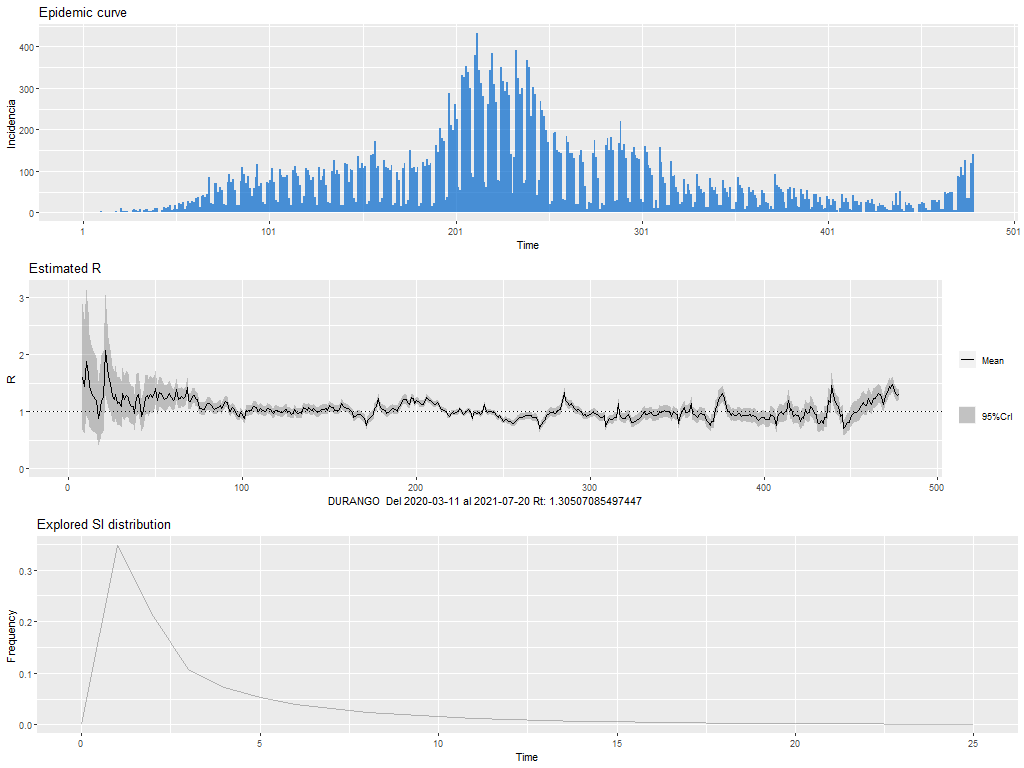 Epidemic curve
400
300
200
100
0
Incidencia
1
101
201
301
401
501
Time
Estimated R
3
2
1
0
R
Mean
95%CrI
0
100
200
300
400
500
DURANGO Del 2020-03-11 al 2021-07-20 Rt: 1.30507085497447
Explored SI distribution
0.3
0.2
0.1
0.0
Frequency
0
5
10
15
20
25
Time